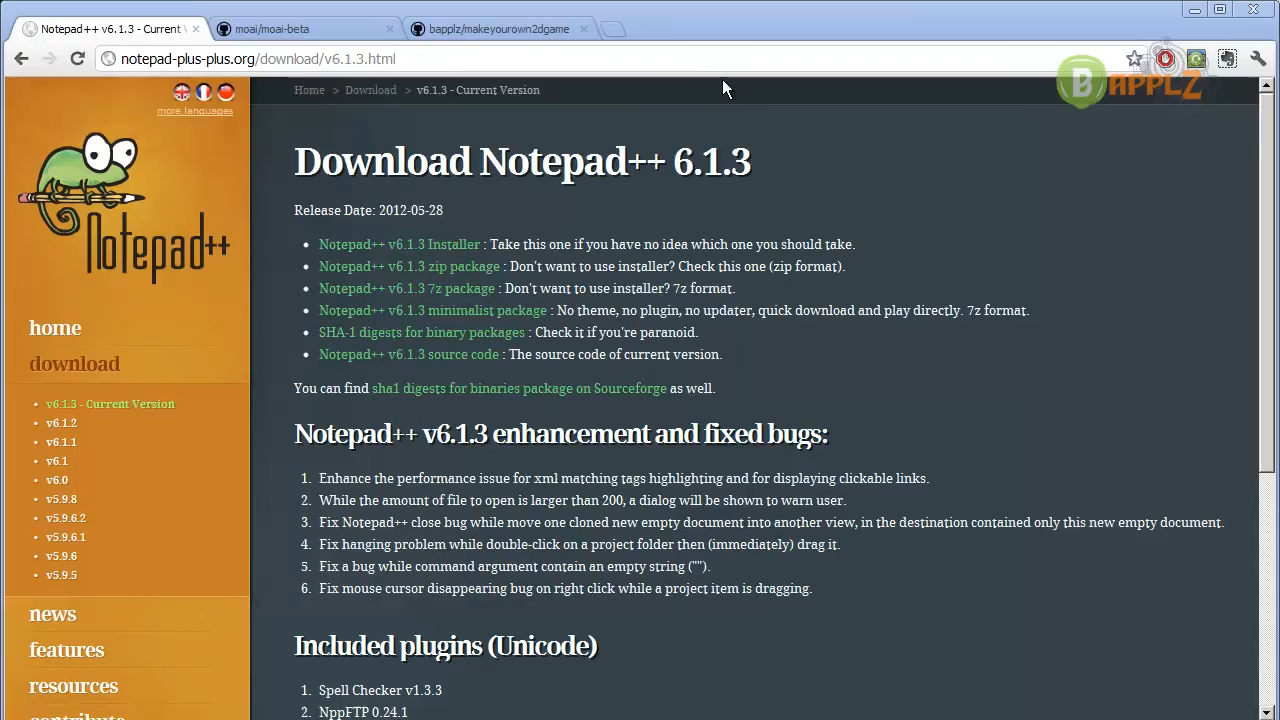 Notepad++ v6.1.3 - Current
moai/moai-beta
bapplz/makeyourown2dgame
notepad-plus-plus.org/download/v6.1.3.html
BAPPLZ
more languages
Notepad++
home
download
v6.1.3 - Current Version
v6.1.2
v6.1.1
v6.1
v6.0
v5.9.8
v5.9.6.2
v5.9.6.1
v5.9.6
v5.9.5
news
features
resources
contribute
Home > Download > v6.1.3 - Current Version
Download Notepad++ 6.1.3
Release Date: 2012-05-28
• Notepad++ v6.1.3 Installer : Take this one if you have no idea which one you should take.
• Notepad++ v6.1.3 zip package : Don't want to use installer? Check this one (zip format).
• Notepad++ v6.1.3 7z package : Don't want to use installer? 7z format.
• Notepad++ v6.1.3 minimalist package : No theme, no plugin, no updater, quick download and play directly. 7z format.
• SHA-1 digests for binary packages : Check it if you're paranoid.
• Notepad++ v6.1.3 source code : The source code of current version.
You can find sha1 digests for binaries package on Sourceforge as well.
Notepad++ v6.1.3 enhancement and fixed bugs:
1. Enhance the performance issue for xml matching tags highlighting and for displaying clickable links.
2. While the amount of file to open is larger than 200, a dialog will be shown to warn user.
3. Fix Notepad++ close bug while move one cloned new empty document into another view, in the destination contained only this new empty document.
4. Fix hanging problem while double-click on a project folder then (immediately) drag it.
5. Fix a bug while command argument contain an empty string ("").
6. Fix mouse cursor disappearing bug on right click while a project item is dragging.
Included plugins (Unicode)
1. Spell Checker v1.3.3
2. NppFTP 0.24.1